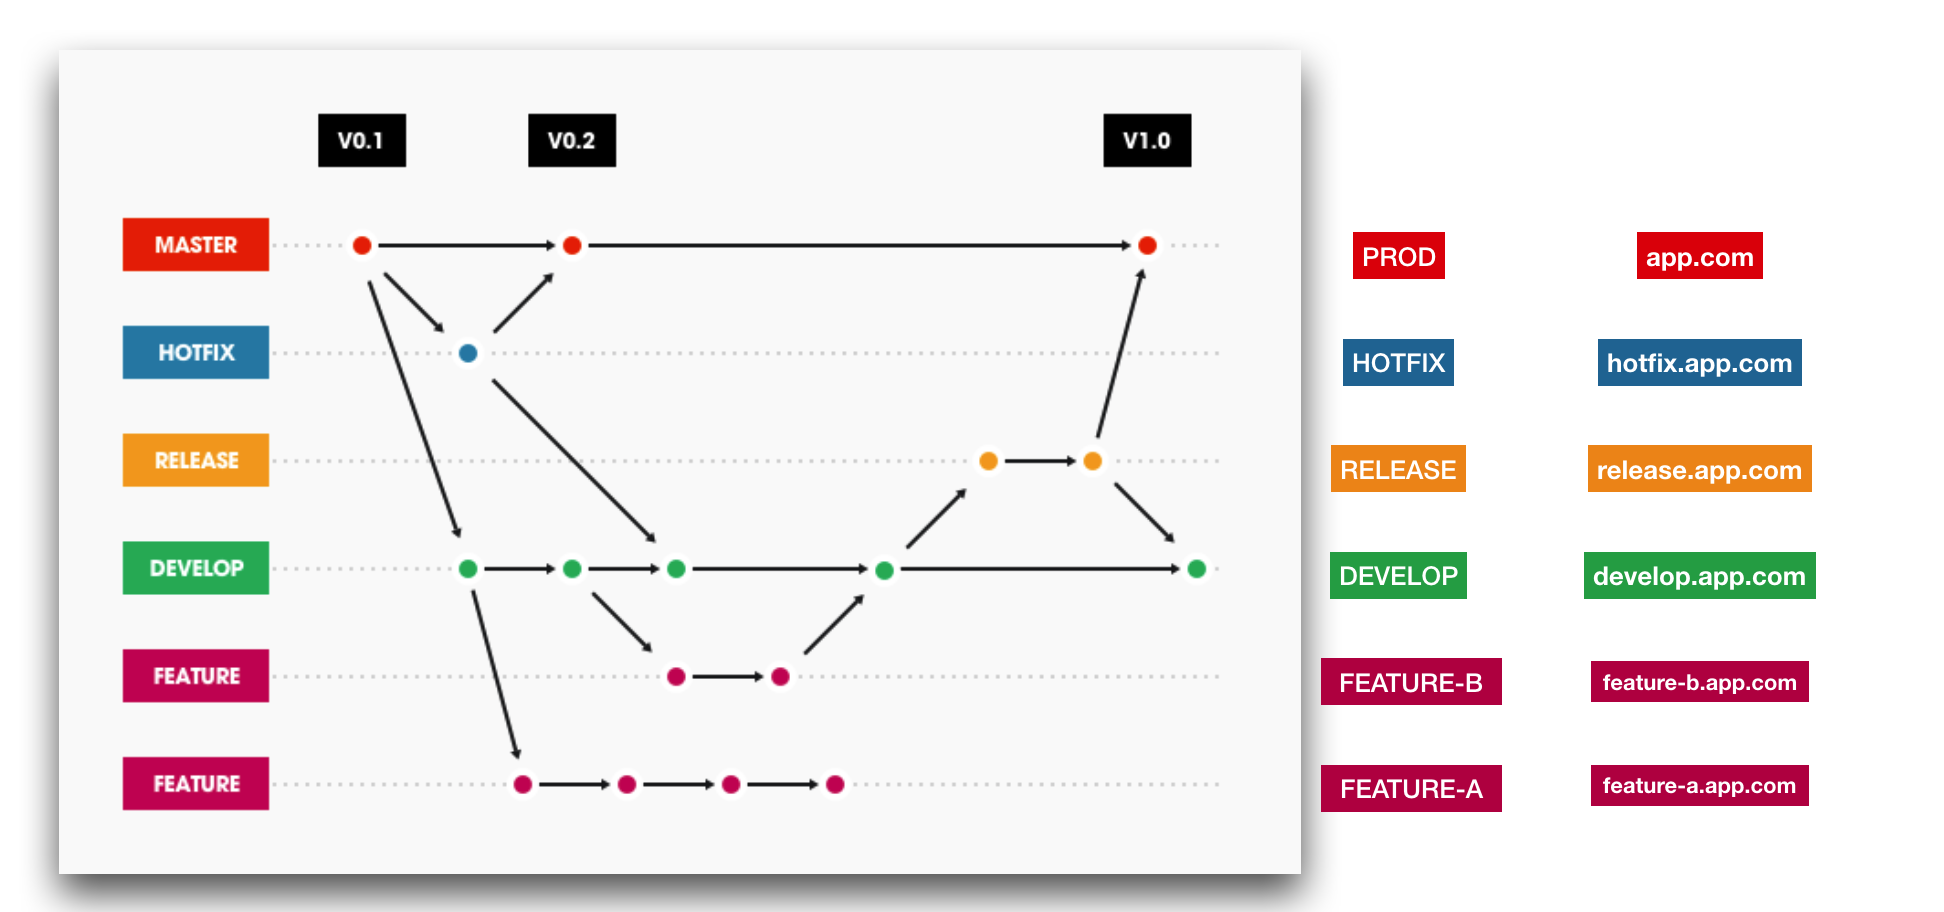 V0.1 V0.2 V1.0
MASTER PROD app.com
HOTFIX HOTFIX hotfix.app.com
RELEASE RELEASE release.app.com
DEVELOP DEVELOP develop.app.com
FEATURE FEATURE-B feature-b.app.com
FEATURE FEATURE-A feature-a.app.com